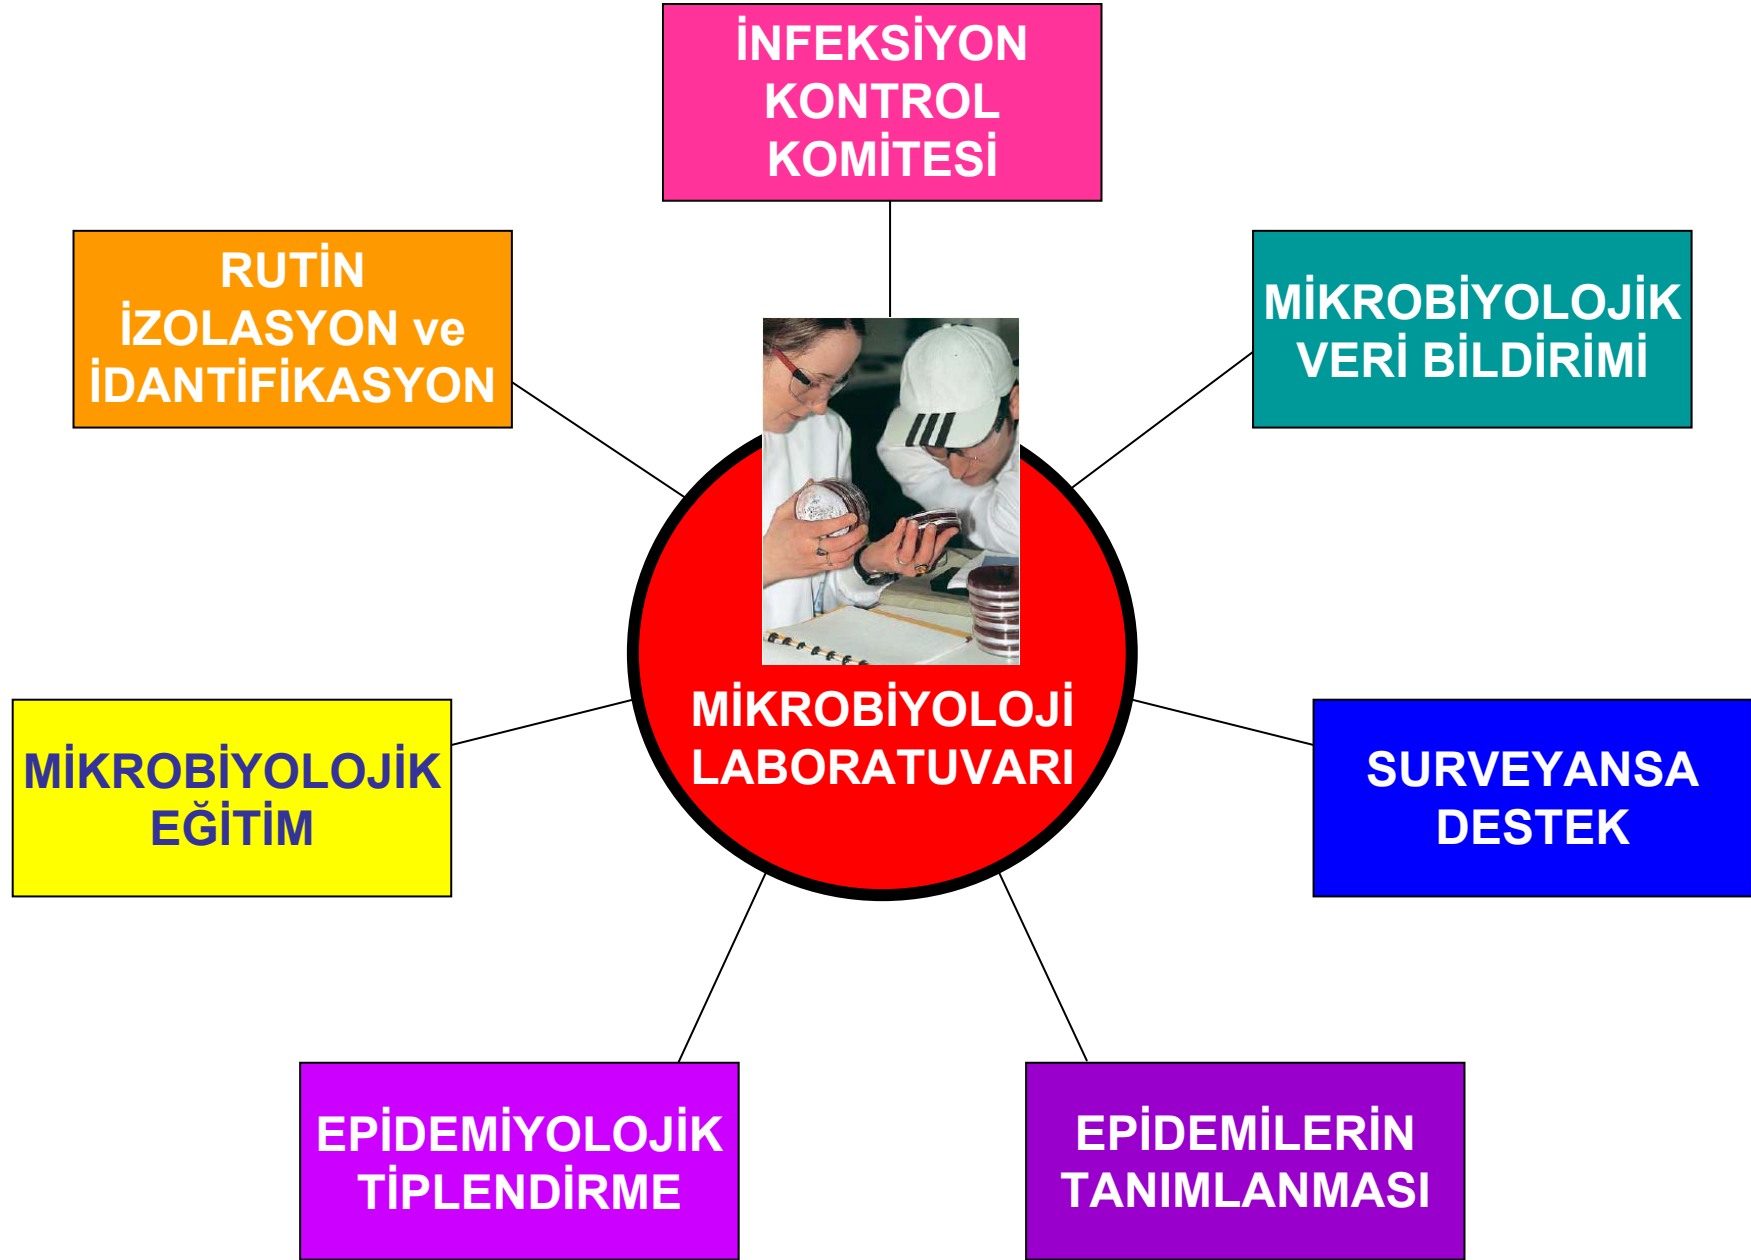 İNFEKSİYON
KONTROL
KOMİTESİ
RUTİN
İZOLASYON ve
İDANTİFİKASYON
MİKROBİYOLOJİK
VERİ BİLDİRİMİ
MİKROBİYOLOJİ
LABORATUVARI
MİKROBİYOLOJİK
EĞİTİM
SURVEYANSA
DESTEK
EPİDEMİYOLOJİK
TİPLENDİRME
EPİDEMİLERİN
TANIMLANMASI